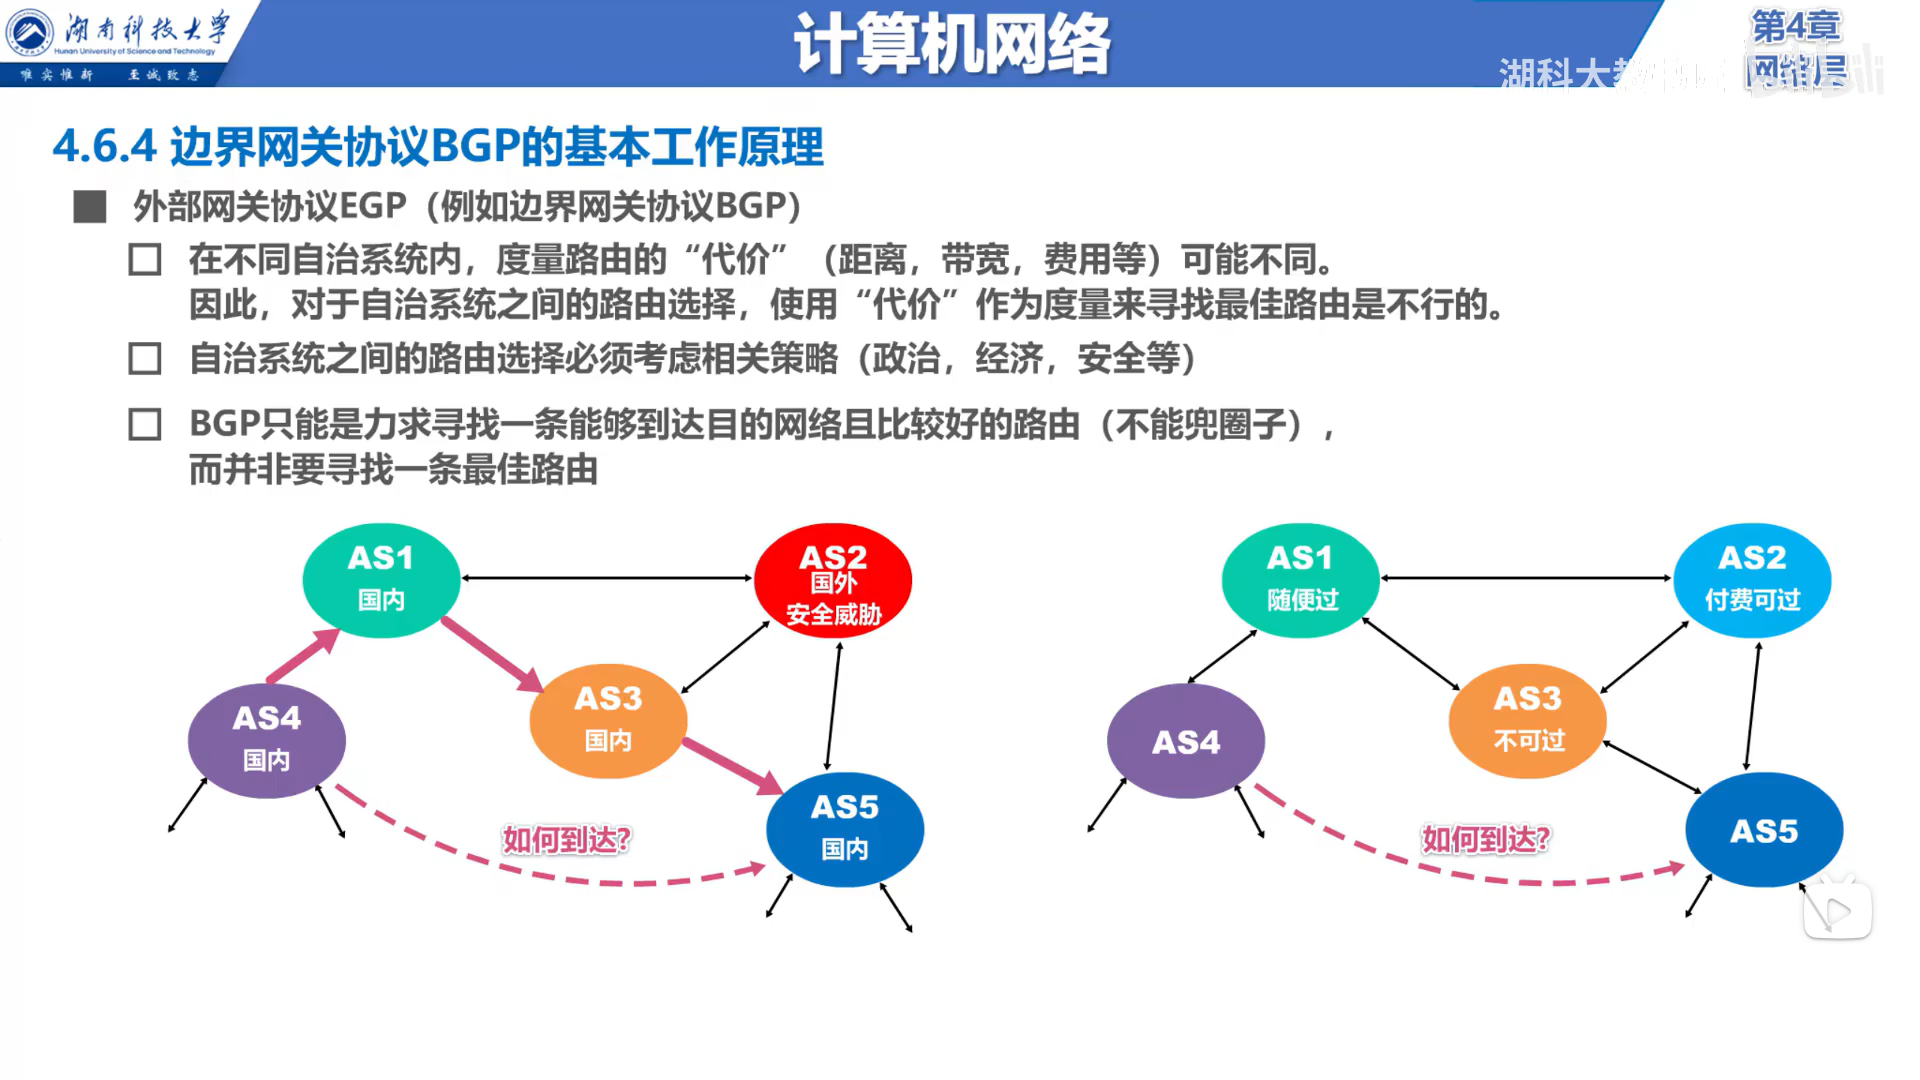 湖南科技大学
Hunan University of Science and Technology
唯实惟新 至诚致志
计算机网络
第4章
网络层
湖科大教
4.6.4 边界网关协议BGP的基本工作原理
外部网关协议EGP（例如边界网关协议BGP）
在不同自治系统内，度量路由的“代价”（距离，带宽，费用等）可能不同。
因此，对于自治系统之间的路由选择，使用“代价”作为度量来寻找最佳路由是不行的。
自治系统之间的路由选择必须考虑相关策略（政治，经济，安全等）
BGP只能是力求寻找一条能够到达目的网络且比较好的路由（不能兜圈子），
而并非要寻找一条最佳路由
AS1
国内
AS2
国外
安全威胁
AS3
国内
AS4
国内
AS5
国内
如何到达?
AS1
随便过
AS2
付费可过
AS3
不可过
AS4
AS5
如何到达?